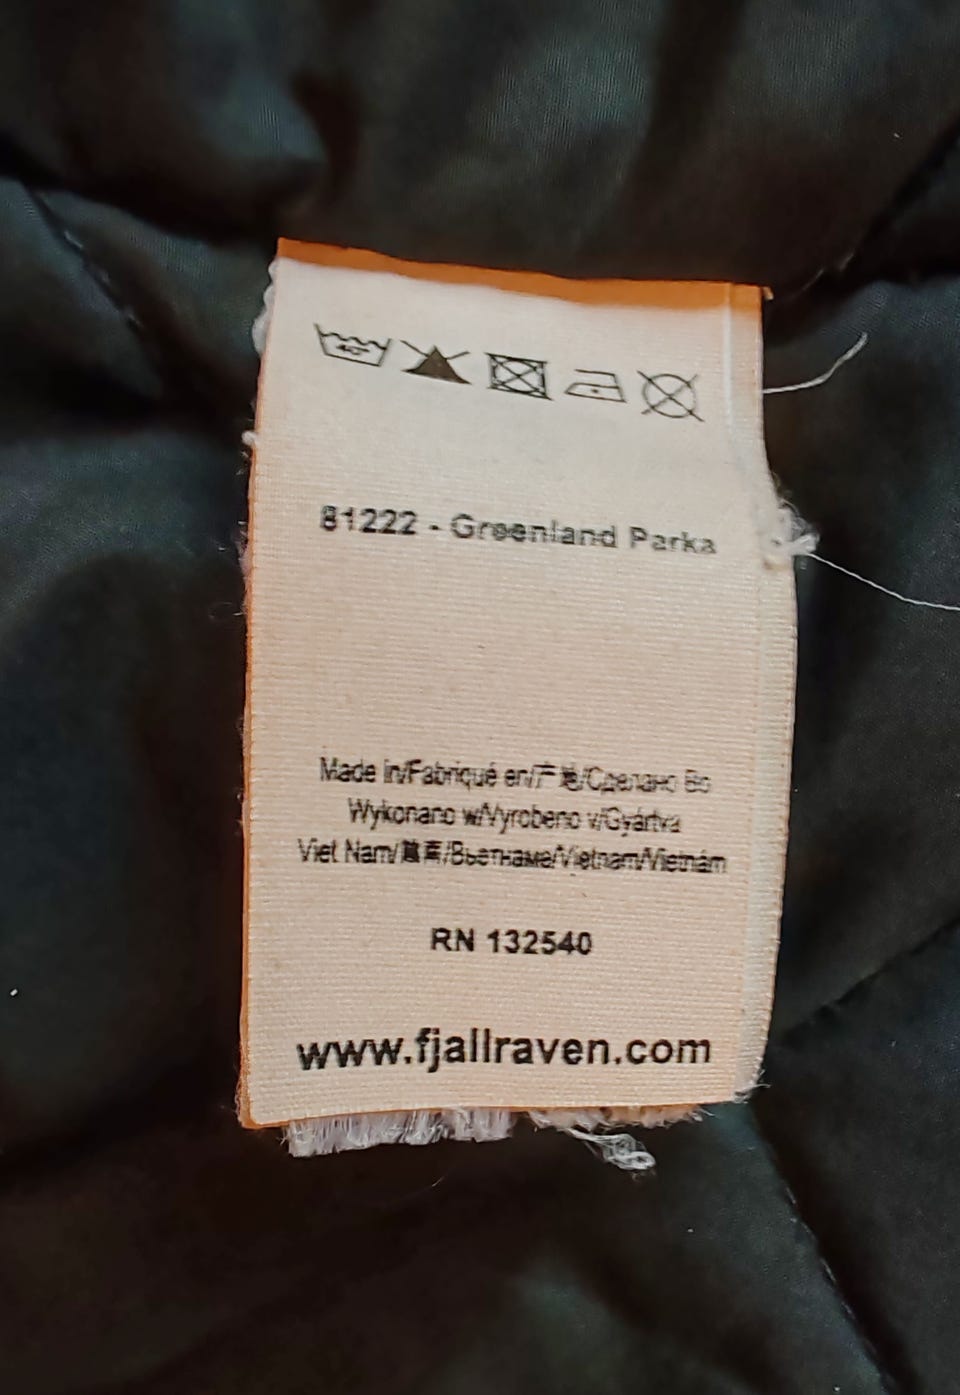 40°
81222 - Greenland Parka
Made in/Fabriqué en/产地/Сделано Во
Wykonano w/Vyrobeno v/Gyártva
Viet Nam/越南/Вьетнаме/Vietnam/Vietnám
RN 132540
www.fjallraven.com